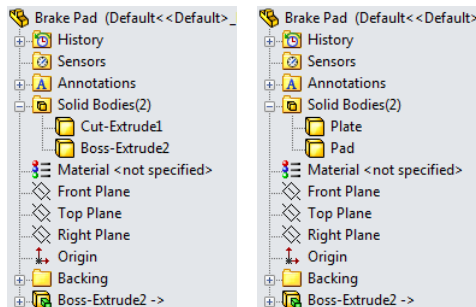 Brake Pad (Default<<Default>_
History
Sensors
Annotations
Solid Bodies(2)
Cut-Extrude1
Boss-Extrude2
Material <not specified>
Front Plane
Top Plane
Right Plane
Origin
Backing
Boss-Extrude2 ->
Brake Pad (Default<<Default>
History
Sensors
Annotations
Solid Bodies(2)
Plate
Pad
Material <not specified>
Front Plane
Top Plane
Right Plane
Origin
Backing
Boss-Extrude2 ->